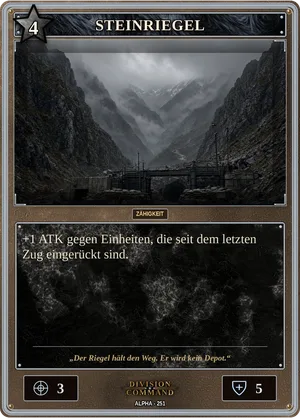 4
STEINRIEGEL
ZÄHIGKEIT
+1 ATK gegen Einheiten, die seit dem letzten
Zug eingerückt sind.
„Der Riegel hält den Weg. Er wird kein Depot.“
3
DIVISION
COMMAND
ALPHA · 251
5